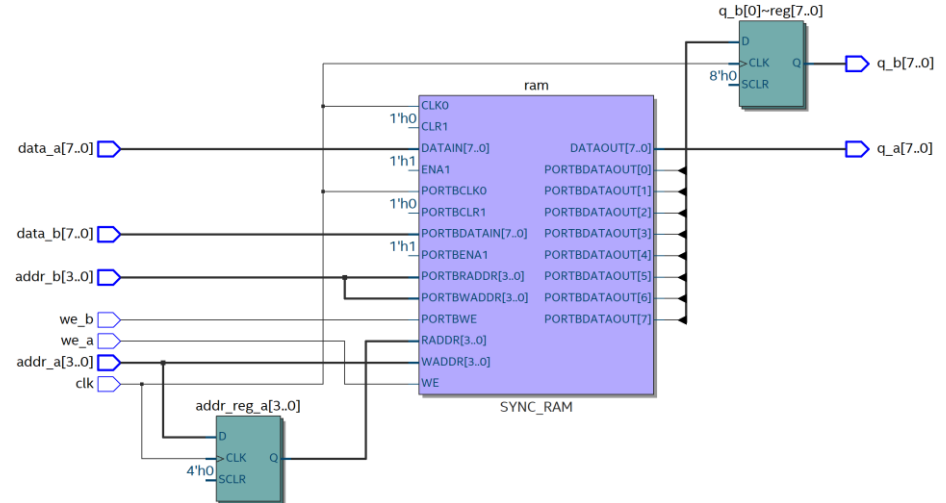 q_b[0]~reg[7..0]
D
CLK
Q
q_b[7..0]
8'h0
SCLR
ram
CLK0
1'h0
CLR1
data_a[7..0]
DATAIN[7..0]
DATAOUT[7..0]
q_a[7..0]
1'h1
ENA1
PORTBDATAOUT[0]
PORTBCLK0
PORTBDATAOUT[1]
1'h0
PORTBCLR1
PORTBDATAOUT[2]
data_b[7..0]
PORTBDATAIN[7..0]
PORTBDATAOUT[3]
1'h1
PORTBENA1
PORTBDATAOUT[4]
addr_b[3..0]
PORTBRADDR[3..0]
PORTBDATAOUT[5]
PORTBWADDR[3..0]
PORTBDATAOUT[6]
we_b
PORTBWE
PORTBDATAOUT[7]
we_a
RADDR[3..0]
addr_a[3..0]
WADDR[3..0]
clk
WE
addr_reg_a[3..0]
SYNC_RAM
D
CLK
Q
4'h0
SCLR